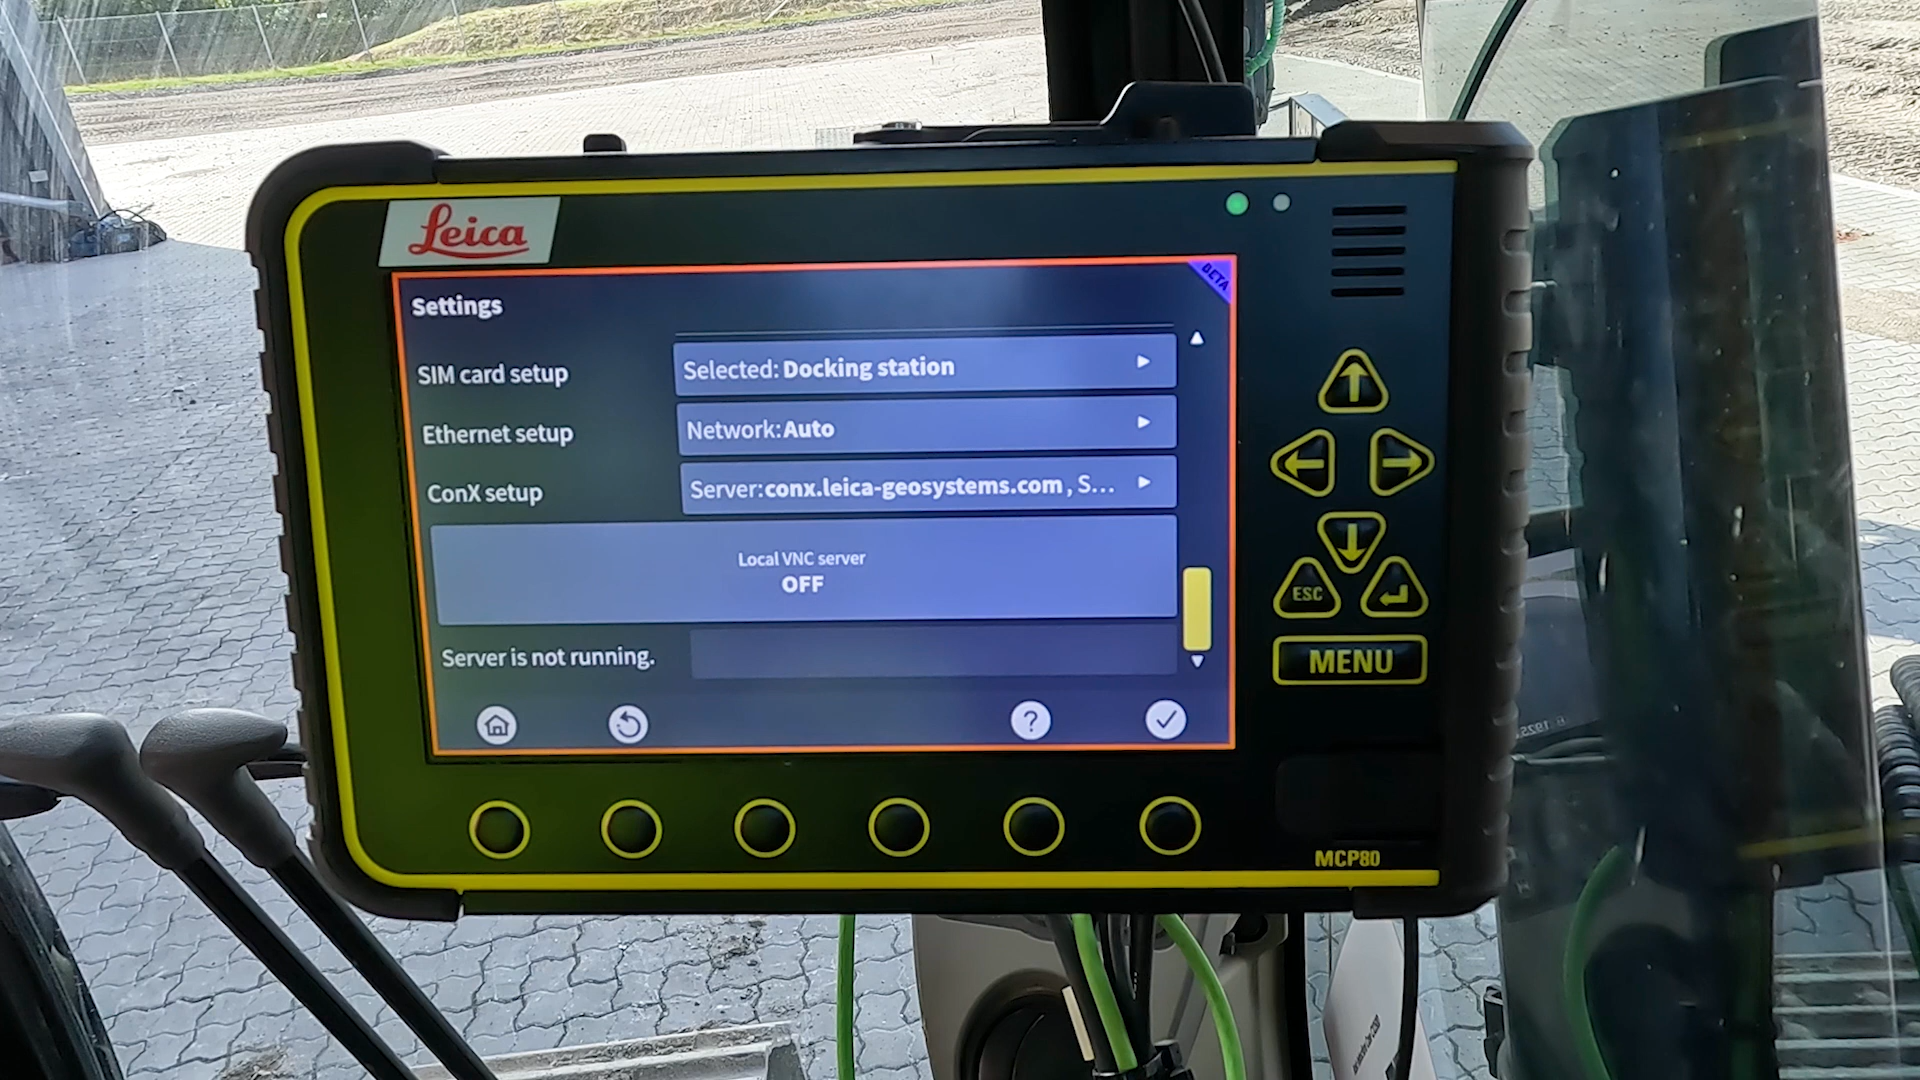 Leica
BETA
Settings
SIM card setup
Selected: Docking station
Ethernet setup
Network: Auto
ConX setup
Server: conx.leica-geosystems.com , S...
Local VNC server
OFF
Server is not running.
?
ESC
MENU
MCP80